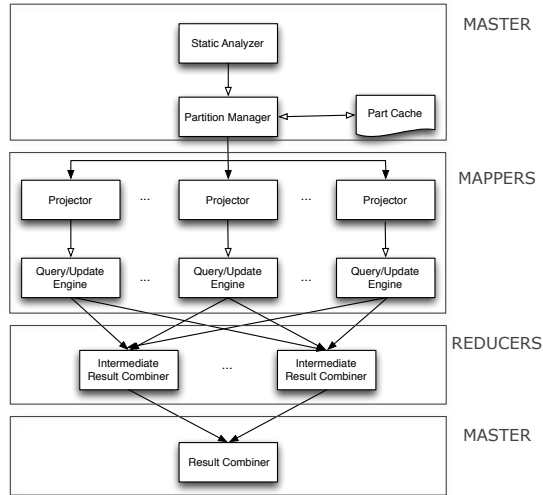 MASTER
Static Analyzer
Partition Manager
Part Cache
MAPPERS
Projector ... Projector ... Projector
Query/Update
Engine
...
Query/Update
Engine
...
Query/Update
Engine
REDUCERS
Intermediate
Result Combiner
...
Intermediate
Result Combiner
MASTER
Result Combiner